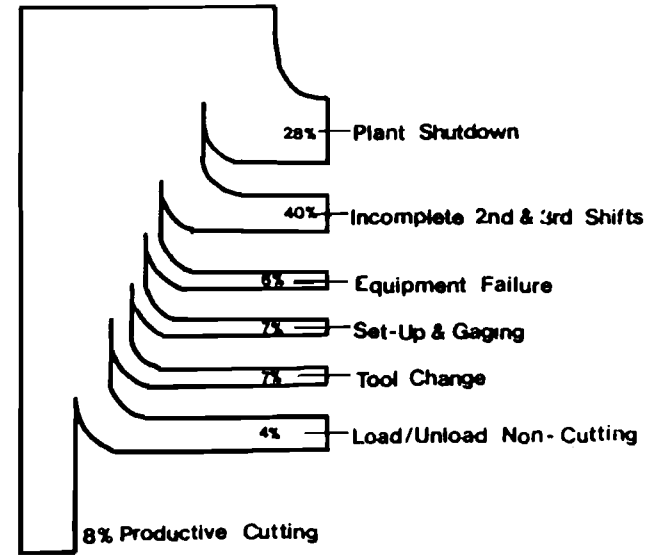 28% Plant Shutdown
40% Incomplete 2nd & 3rd Shifts
6% Equipment Failure
7% Set-Up & Gaging
7% Tool Change
4% Load/Unload Non-Cutting
8% Productive Cutting